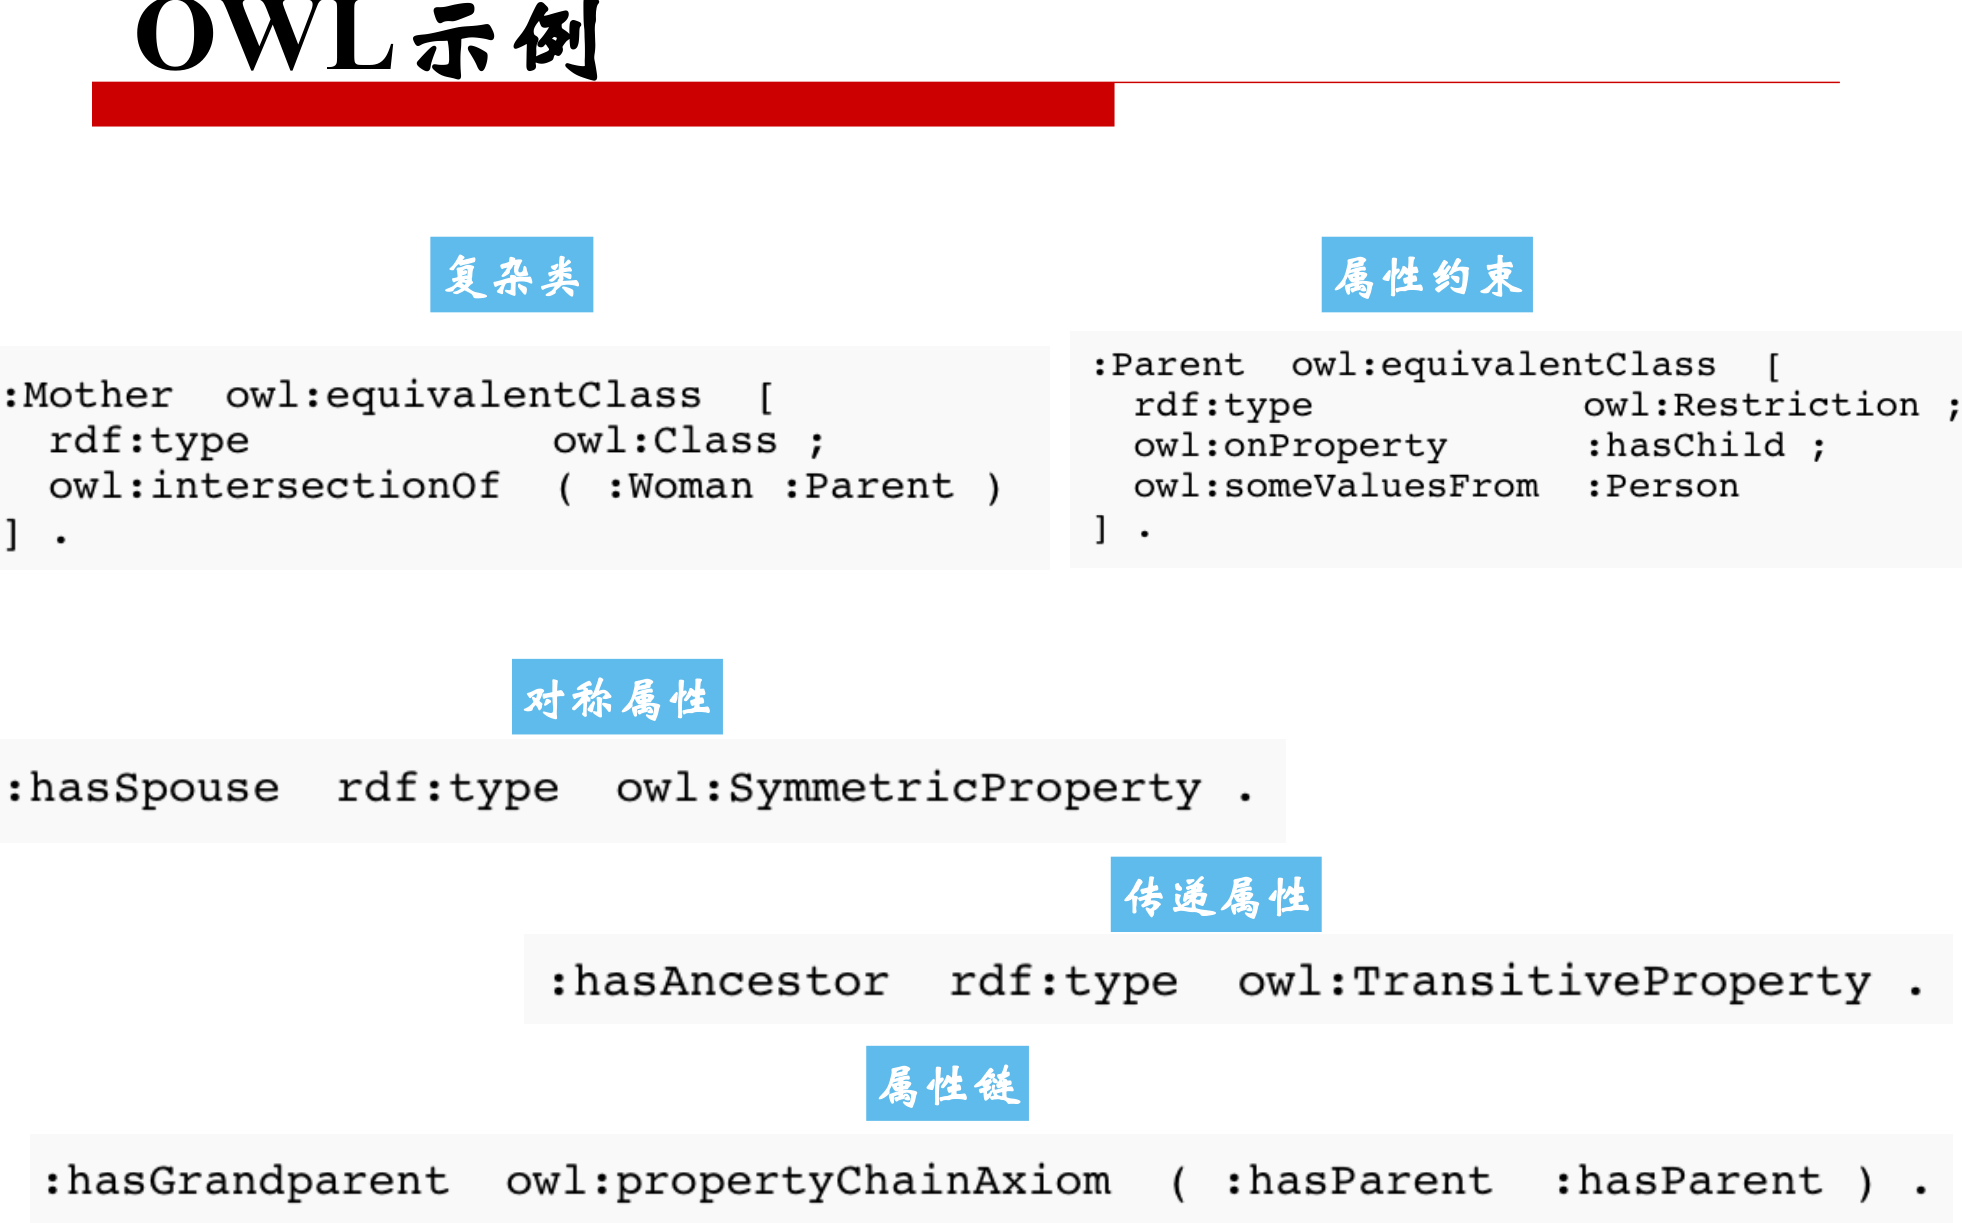 OWL示例
复杂类
:Mother owl:equivalentClass [
rdf:type owl:Class ;
owl:intersectionOf ( :Woman :Parent )
] .
属性约束
:Parent owl:equivalentClass [
rdf:type owl:Restriction ;
owl:onProperty :hasChild ;
owl:someValuesFrom :Person
] .
对称属性
:hasSpouse rdf:type owl:SymmetricProperty .
传递属性
:hasAncestor rdf:type owl:TransitiveProperty .
属性链
:hasGrandparent owl:propertyChainAxiom ( :hasParent :hasParent ) .